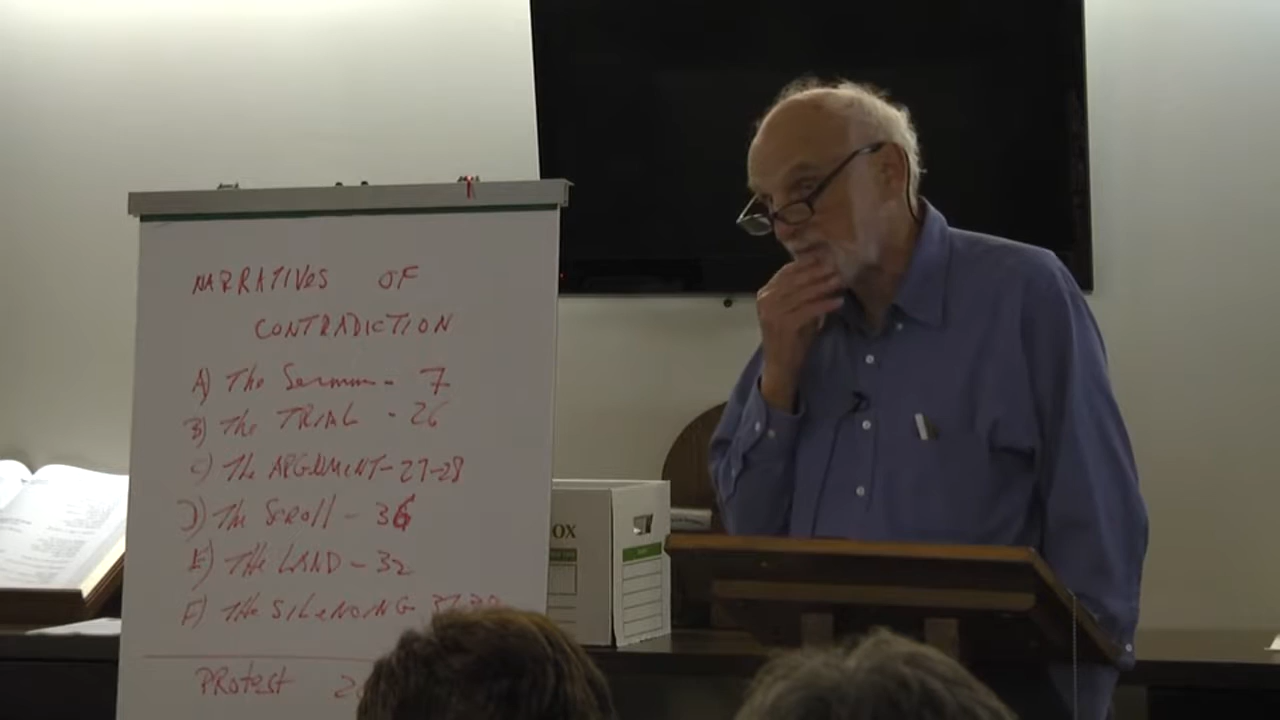 NARRATIVES OF
CONTRADICTION
A) The Sermon - 7
B) The TRIAL - 26
C) The ARGUMENT - 27-28
D) The Scroll - 36
E) THE LAND - 32
F) THE SILENCING
PROtest
OX